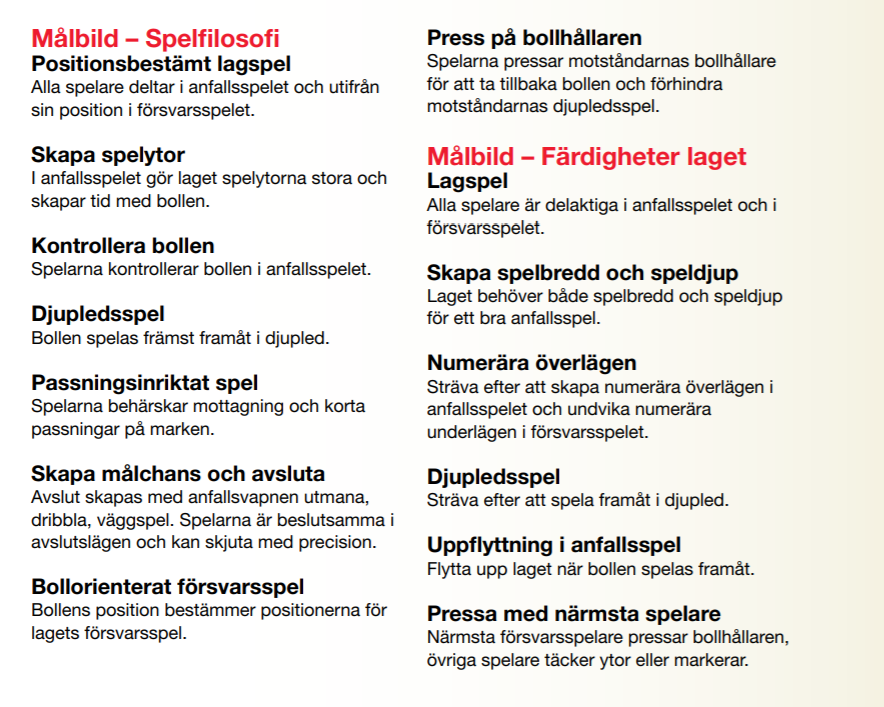 Målbild – Spelfilosofi
Positionsbestämt lagspel
Alla spelare deltar i anfallsspelet och utifrån
sin position i försvarsspelet.
Skapa spelytor
I anfallsspelet gör laget spelytorna stora och
skapar tid med bollen.
Kontrollera bollen
Spelarna kontrollerar bollen i anfallsspelet.
Djupledsspel
Bollen spelas främst framåt i djupled.
Passningsinriktat spel
Spelarna behärskar mottagning och korta
passningar på marken.
Skapa målchans och avsluta
Avslut skapas med anfallsvapnen utmana,
dribbla, väggspel. Spelarna är beslutsamma i
avslutslägen och kan skjuta med precision.
Bollorienterat försvarsspel
Bollens position bestämmer positionerna för
lagets försvarsspel.
Press på bollhållaren
Spelarna pressar motståndarnas bollhållare
för att ta tillbaka bollen och förhindra
motståndarnas djupledsspel.
Målbild – Färdigheter laget
Lagspel
Alla spelare är delaktiga i anfallsspelet och i
försvarsspelet.
Skapa spelbredd och speldjup
Laget behöver både spelbredd och speldjup
för ett bra anfallsspel.
Numerära överlägen
Sträva efter att skapa numerära överlägen i
anfallsspelet och undvika numerära
underlägen i försvarsspelet.
Djupledsspel
Sträva efter att spela framåt i djupled.
Uppflyttning i anfallsspel
Flytta upp laget när bollen spelas framåt.
Pressa med närmsta spelare
Närmsta försvarsspelare pressar bollhållaren,
övriga spelare täcker ytor eller markerar.